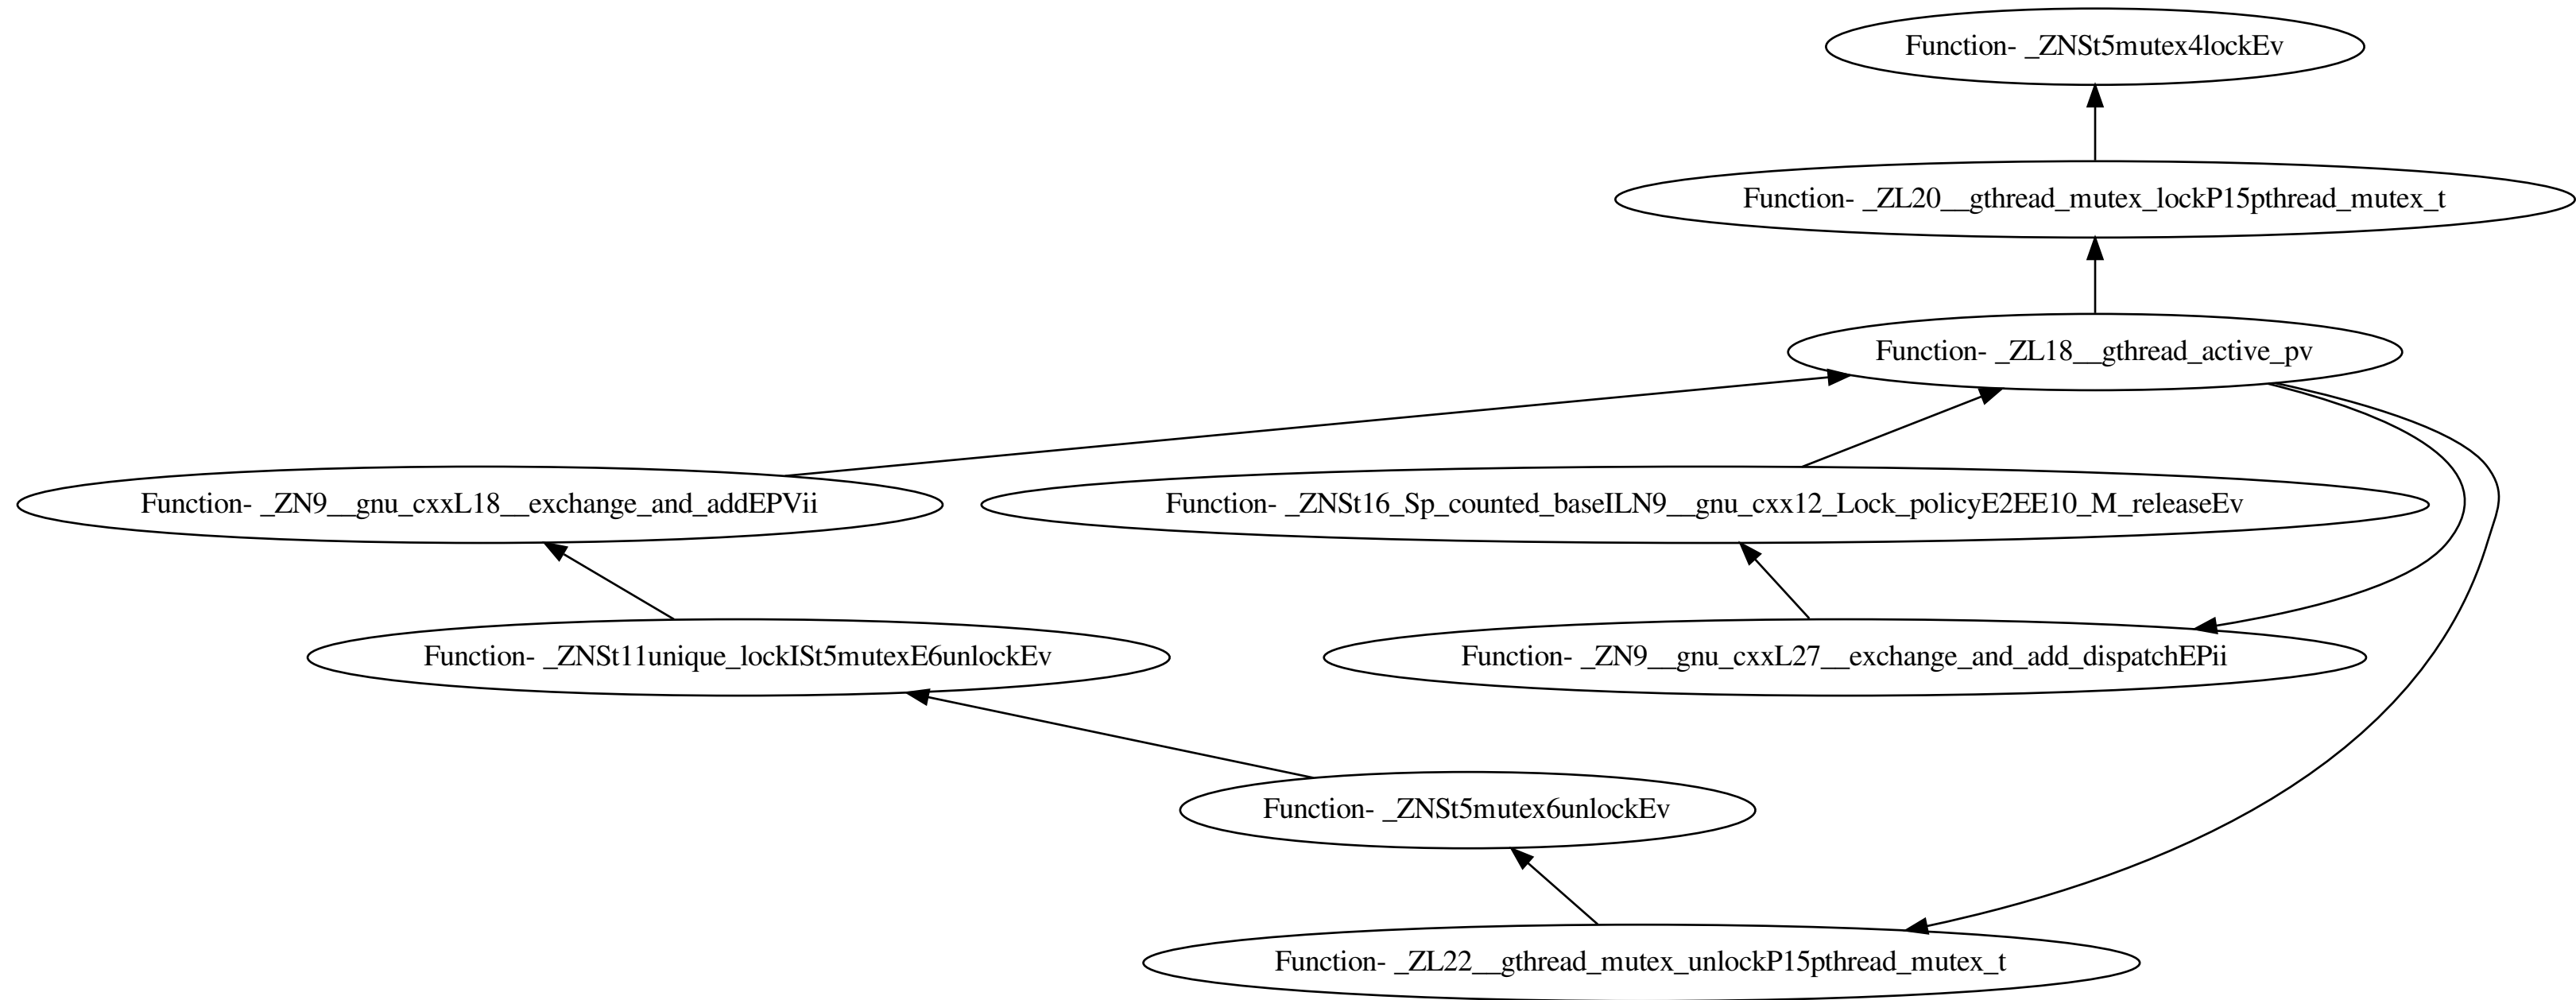 Function- _ZNSt5mutex4lockEv
Function- _ZL20__gthread_mutex_lockP15pthread_mutex_t
Function- _ZL18__gthread_active_pv
Function- _ZN9__gnu_cxxL18__exchange_and_addEPVii
Function- _ZNSt16_Sp_counted_baseILN9__gnu_cxx12_Lock_policyE2EE10_M_releaseEv
Function- _ZNSt11unique_lockISt5mutexE6unlockEv
Function- _ZN9__gnu_cxxL27__exchange_and_add_dispatchEPii
Function- _ZNSt5mutex6unlockEv
Function- _ZL22__gthread_mutex_unlockP15pthread_mutex_t